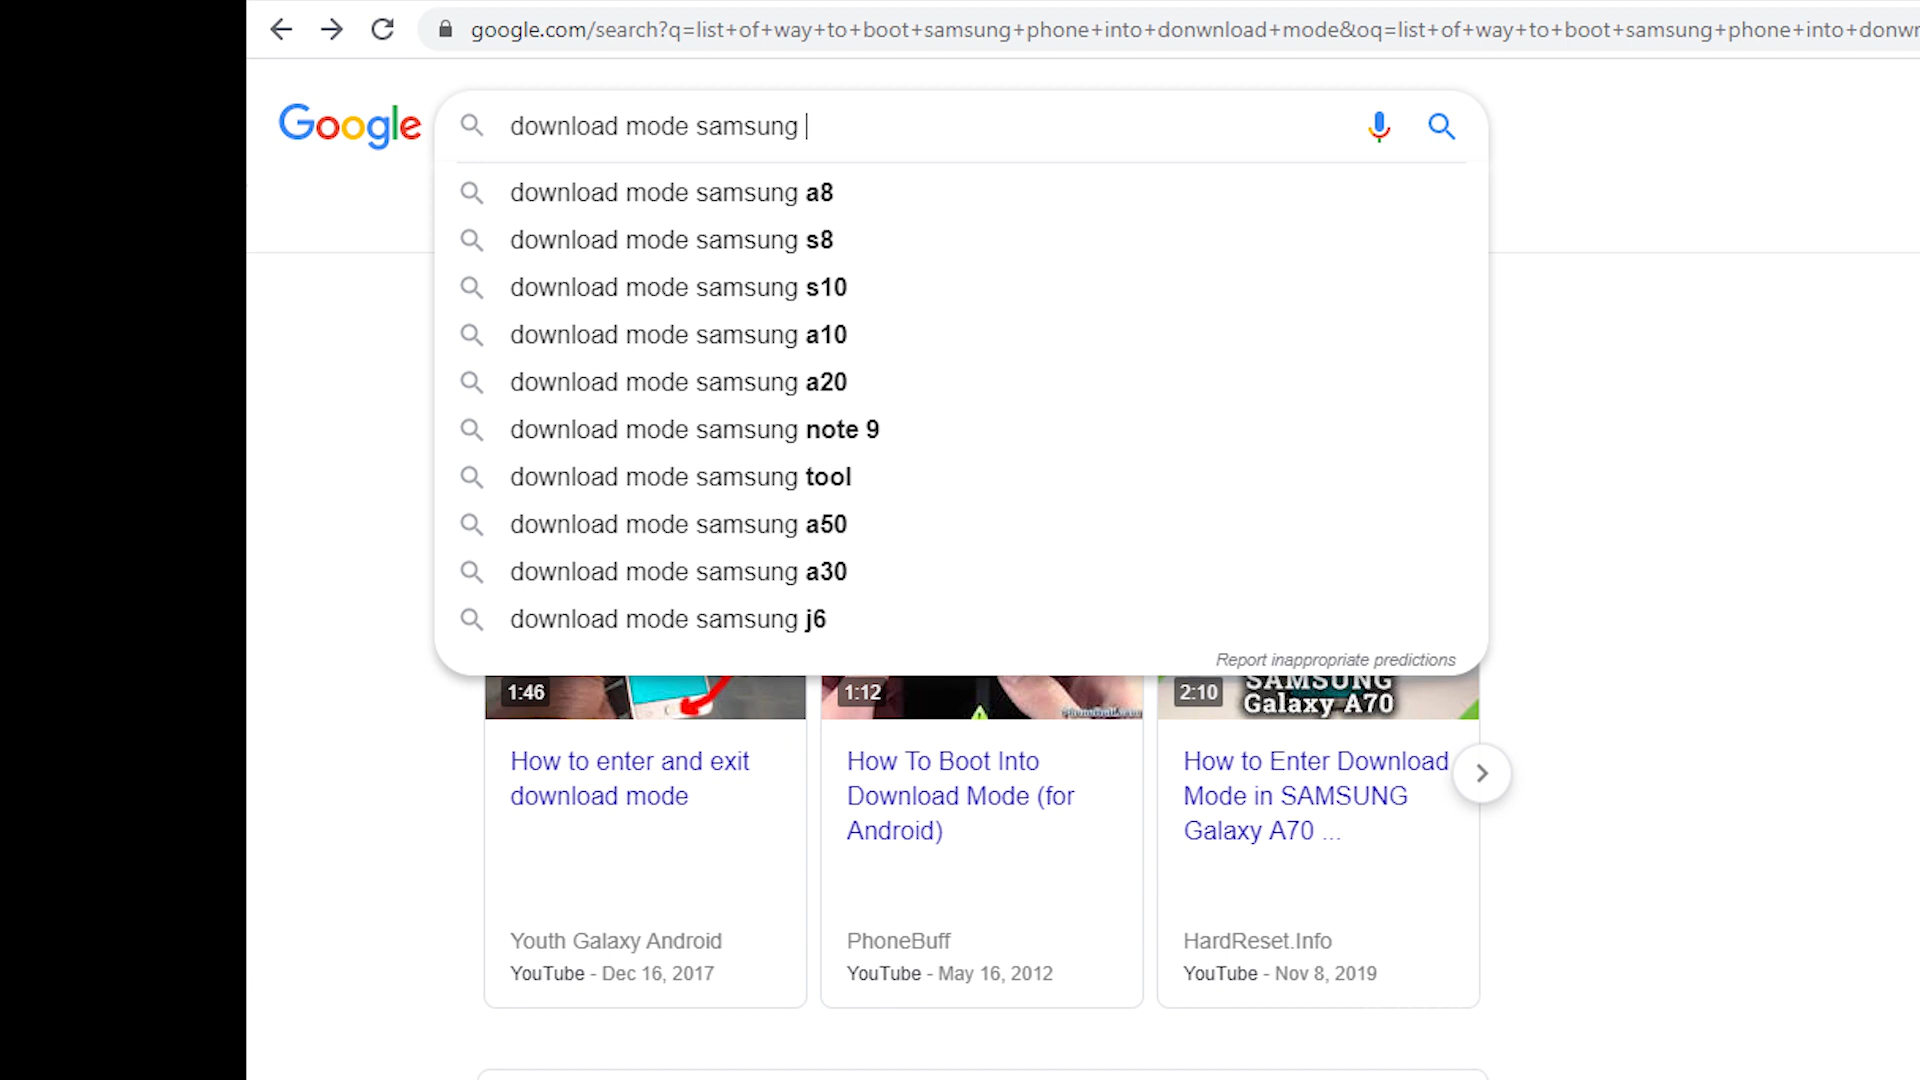 google.com/search?q=list+of+way+to+boot+samsung+phone+into+donwnload+mode&oq=list+of+way+to+boot+samsung+phone+into+donwn
Google
download mode samsung
download mode samsung a8
download mode samsung s8
download mode samsung s10
download mode samsung a10
download mode samsung a20
download mode samsung note 9
download mode samsung tool
download mode samsung a50
download mode samsung a30
download mode samsung j6
Report inappropriate predictions
1:46
1:12
2:10
SAMSUNG
Galaxy A70
How to enter and exit
download mode
Youth Galaxy Android
YouTube - Dec 16, 2017
How To Boot Into
Download Mode (for
Android)
PhoneBuff
YouTube - May 16, 2012
How to Enter Download
Mode in SAMSUNG
Galaxy A70 ...
HardReset.Info
YouTube - Nov 8, 2019